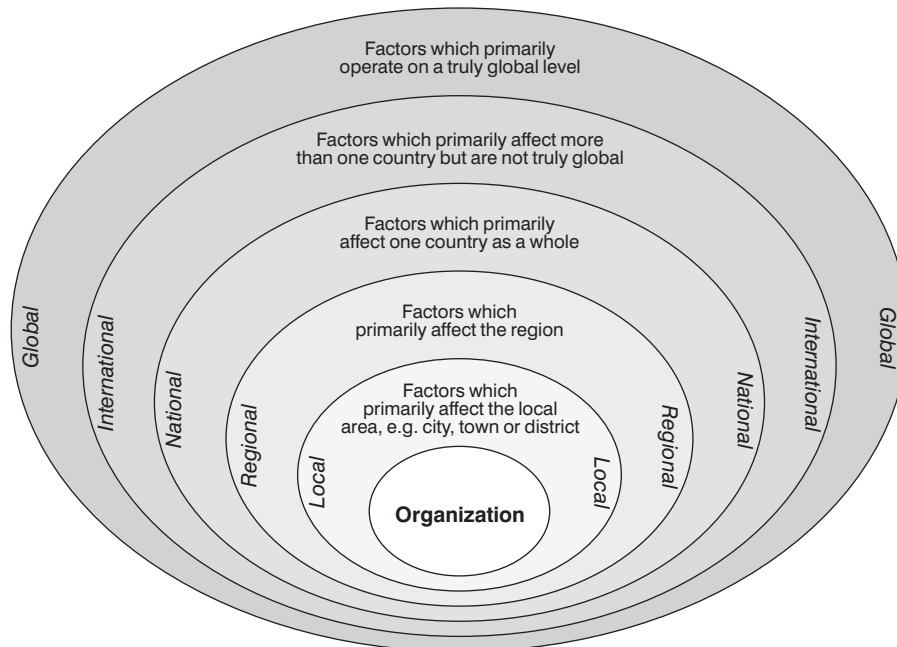 Factors which primarily
operate on a truly global level
Factors which primarily affect more
than one country but are not truly global
Factors which primarily
affect one country as a whole
Factors which
primarily affect the region
Factors which
primarily affect the local
area, e.g. city, town or district
Organization
Global
International
National
Regional
Local
Local
Regional
National
International
Global